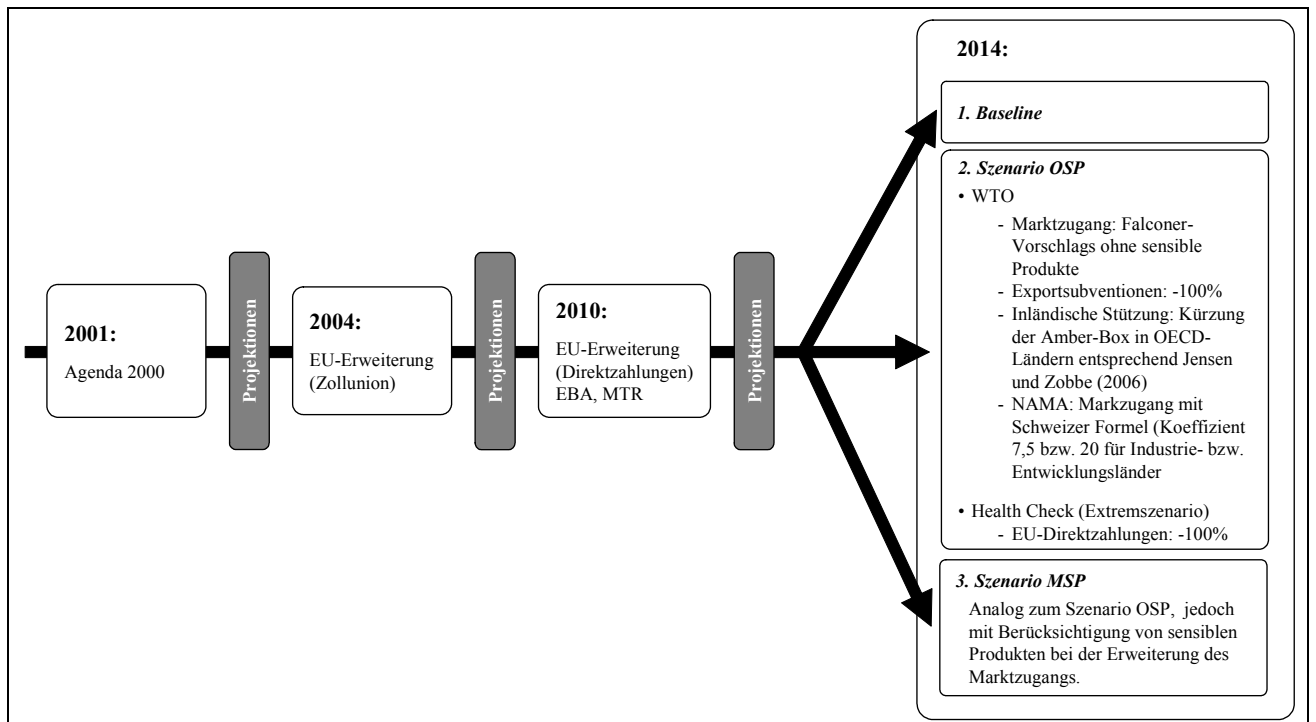 2001:
Agenda 2000
Projektionen
2004:
EU-Erweiterung
(Zollunion)
Projektionen
2010:
EU-Erweiterung
(Direktzahlungen)
EBA, MTR
Projektionen
2014:
1. Baseline
2. Szenario OSP
• WTO
- Marktzugang: Falconer-
Vorschlags ohne sensible
Produkte
- Exportsubventionen: -100%
- Inländische Stützung: Kürzung
der Amber-Box in OECD-
Ländern entsprechend Jensen
und Zobbe (2006)
- NAMA: Markzugang mit
Schweizer Formel (Koeffizient
7,5 bzw. 20 für Industrie- bzw.
Entwicklungsländer
• Health Check (Extremszenario)
- EU-Direktzahlungen: -100%
3. Szenario MSP
Analog zum Szenario OSP, jedoch
mit Berücksichtigung von sensiblen
Produkten bei der Erweiterung des
Marktzugangs.